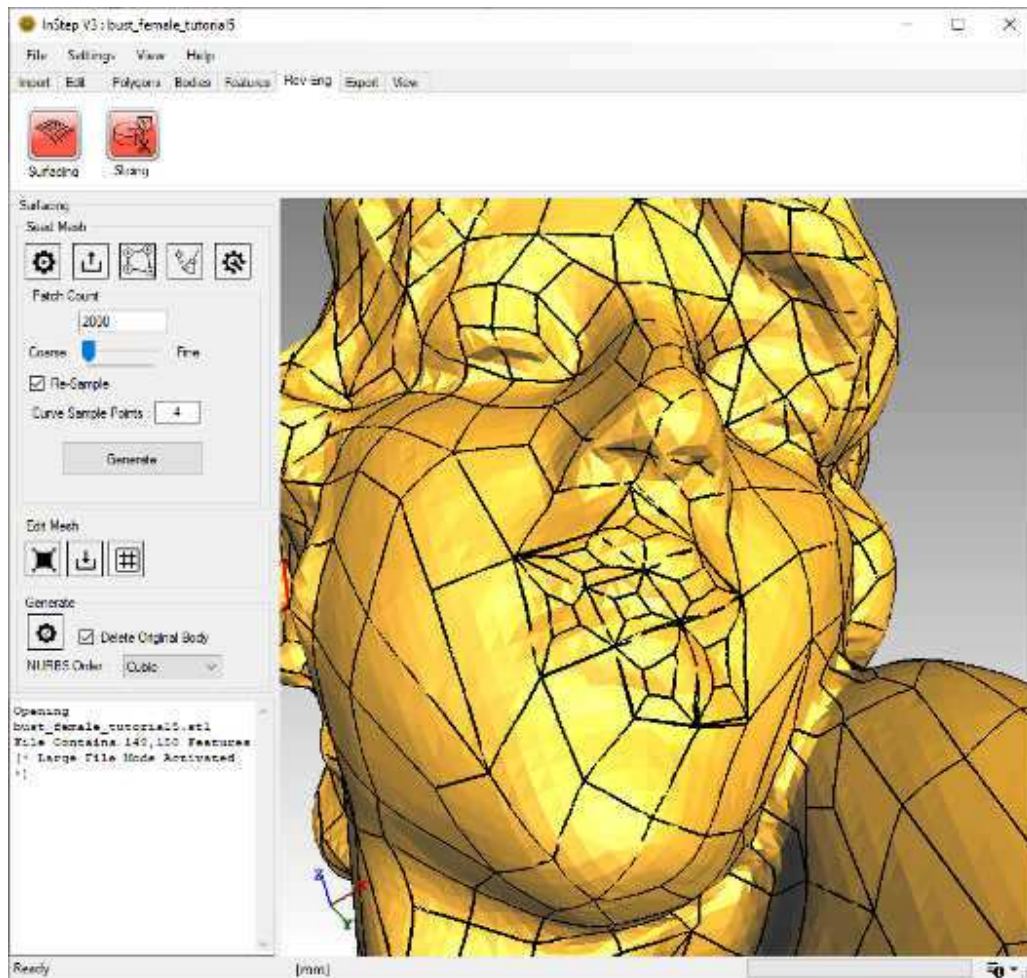 InStep V3 : bust_female_tutorial5
File Settings View Help
Import Edit Polygons Bodies Features Rev Eng Export View
Surfacing Slicing
Surfacing
Seed Mesh
Patch Count
2000
Coarse Fine
Re-Sample
Curve Sample Points 4
Generate
Edit Mesh
Generate
Delete Original Body
NURBS Order Cubic
Opening
bust_female_tutorial5.stl
File Contains Features
[* Large File Mode Activated
*]
Z
Y
Ready [mm]